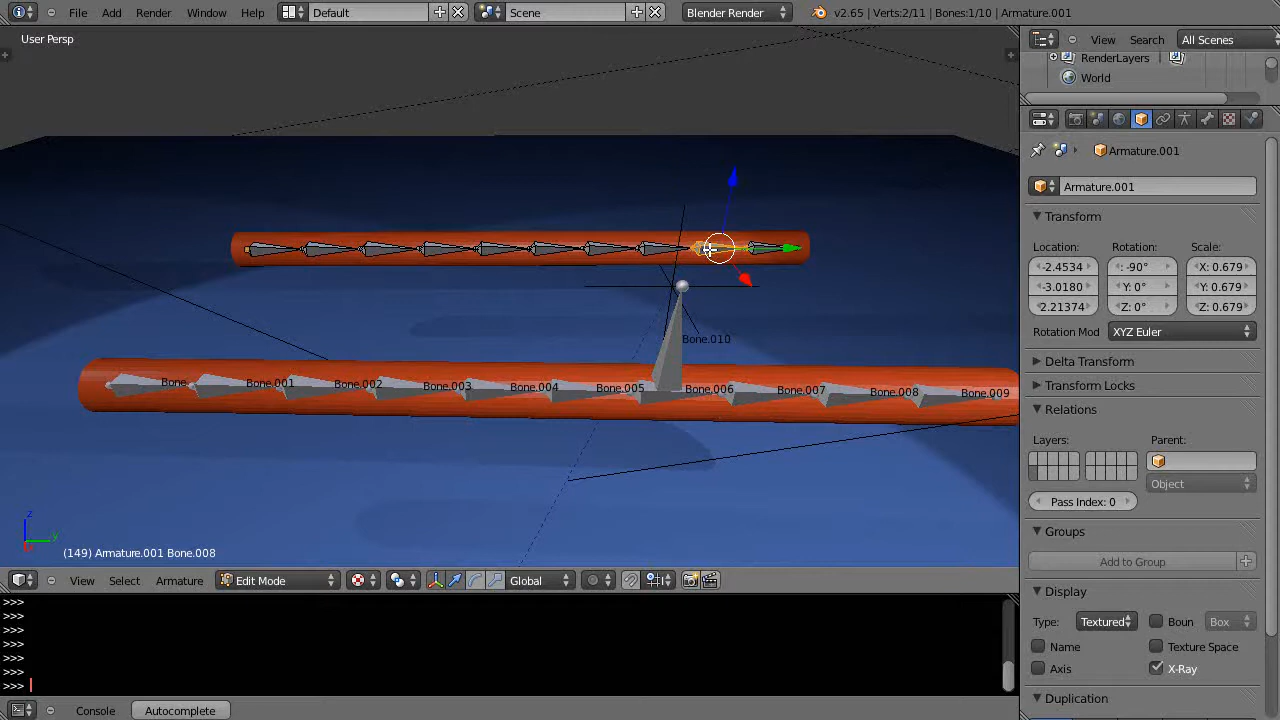 File Add Render Window Help Default Scene Blender Render v2.65 | Verts:2/11 | Bones:1/10 | Armature.001
User Persp
View Search All Scenes
RenderLayers
World
Armature.001
Armature.001
Transform
Location: Rotation: Scale:
-2.4534 : -90° X: 0.679
-3.0180 Y: 0° Y: 0.679
2.21374 Z: 0° Z: 0.679
Rotation Mod XYZ Euler
Bone.010
Delta Transform
Bone Bone.001 Bone.002 Bone.003 Bone.004 Bone.005 Bone.006 Bone.007 Bone.008 Bone.009
Transform Locks
Relations
Layers: Parent:
Object
Pass Index: 0
Groups
z
y
(149) Armature.001 Bone.008
Add to Group
View Select Armature Edit Mode Global
Display
>>>
>>>
>>>
>>>
>>>
>>>
>>>
Type: Textured Boun Box
Name Texture Space
Axis X-Ray
Duplication
Console Autocomplete